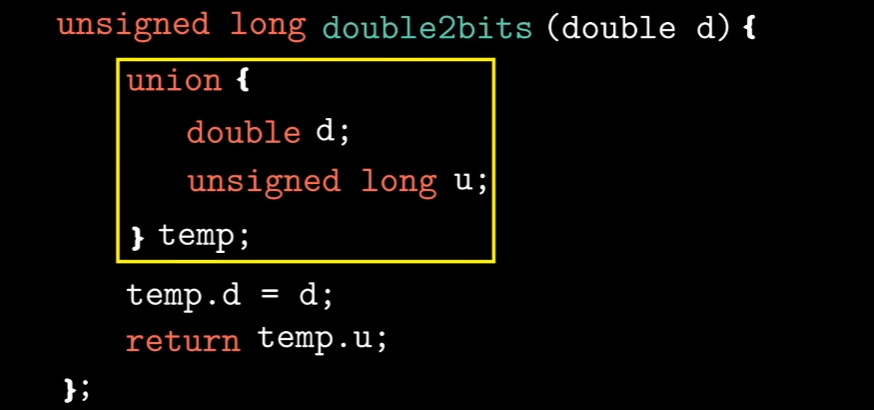 unsigned long double2bits (double d) {
union {
double d;
unsigned long u;
} temp;
temp.d = d;
return temp.u;
};